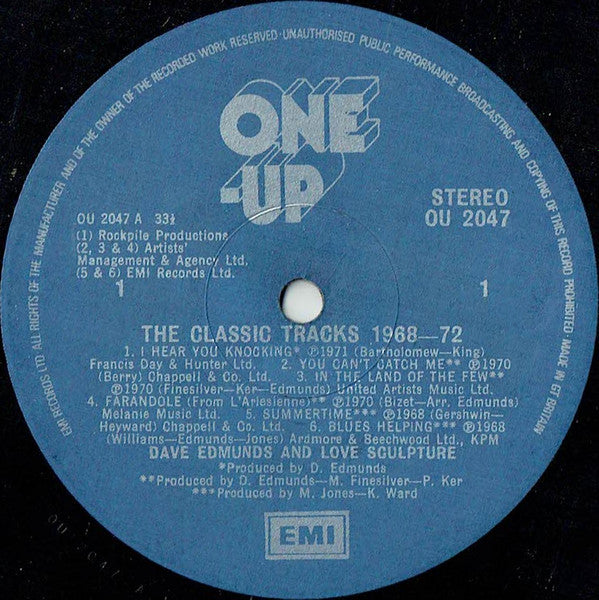 EMI RECORDS LTD ALL RIGHTS OF THE MANUFACTURER AND OF THE OWNER OF THE RECORDED WORK RESERVED · UNAUTHORISED PUBLIC PERFORMANCE BROADCASTING AND COPYING OF THIS RECORD PROHIBITED MADE IN GT BRITAIN
ONE
-UP
STEREO
OU 2047
OU 2047 A 33⅓
(1) Rockpile Productions
(2, 3 & 4) Artists'
Management & Agency Ltd.
(5 & 6) EMI Records Ltd.
1
1
THE CLASSIC TRACKS 1968—72
1. I HEAR YOU KNOCKING* ℗1971 (Bartholomew—King)
Francis Day & Hunter Ltd. 2. YOU CAN'T CATCH ME** ℗1970
(Berry) Chappell & Co. Ltd. 3. IN THE LAND OF THE FEW**
℗1970 (Finesilver—Ker—Edmunds) United Artists Music Ltd.
4. FARANDOLE (From L'Arlesienne)** ℗1970 (Bizet—Arr. Edmunds)
Melanie Music Ltd. 5. SUMMERTIME*** ℗1968 (Gershwin—
Heyward) Chappell & Co. Ltd. 6. BLUES HELPING*** ℗1968
(Williams—Edmunds—Jones) Ardmore & Beechwood Ltd., KPM
DAVE EDMUNDS AND LOVE SCULPTURE
*Produced by D. Edmunds
**Produced by D. Edmunds—M. Finesilver—P. Ker
***Produced by M. Jones—K. Ward
EMI